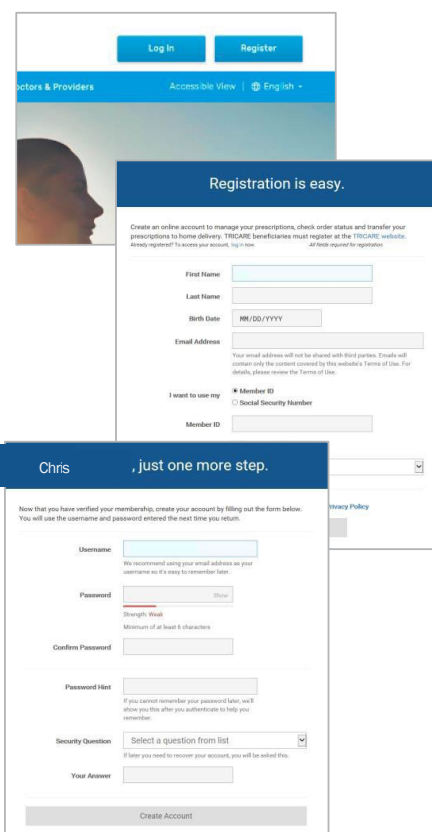 Log In Register
octors & Providers Accessible View | English
Registration is easy.
Create an online account to manage your prescriptions, check order status and transfer your
prescriptions to home delivery. TRICARE beneficiaries must register at the TRICARE website.
Already registered? To access your account, log in now. All fields required for registration
First Name
Last Name
Birth Date MM/DD/YYYY
Email Address
Your email address will not be shared with third parties. Emails will
contain only the content covered by this website's Terms of Use. For
details, please review the Terms of Use.
I want to use my Member ID
Social Security Number
Member ID
rivacy Policy
Chris , just one more step.
Now that you have verified your membership, create your account by filling out the form below.
You will use the username and password entered the next time you return.
Username
We recommend using your email address as your
username so it's easy to remember later.
Password Show
Strength: Weak
Minimum of at least 6 characters
Confirm Password
Password Hint
If you cannot remember your password later, we'll
show you this after you authenticate to help you
remember.
Security Question Select a question from list
If later you need to recover your account, you will be asked this.
Your Answer
Create Account